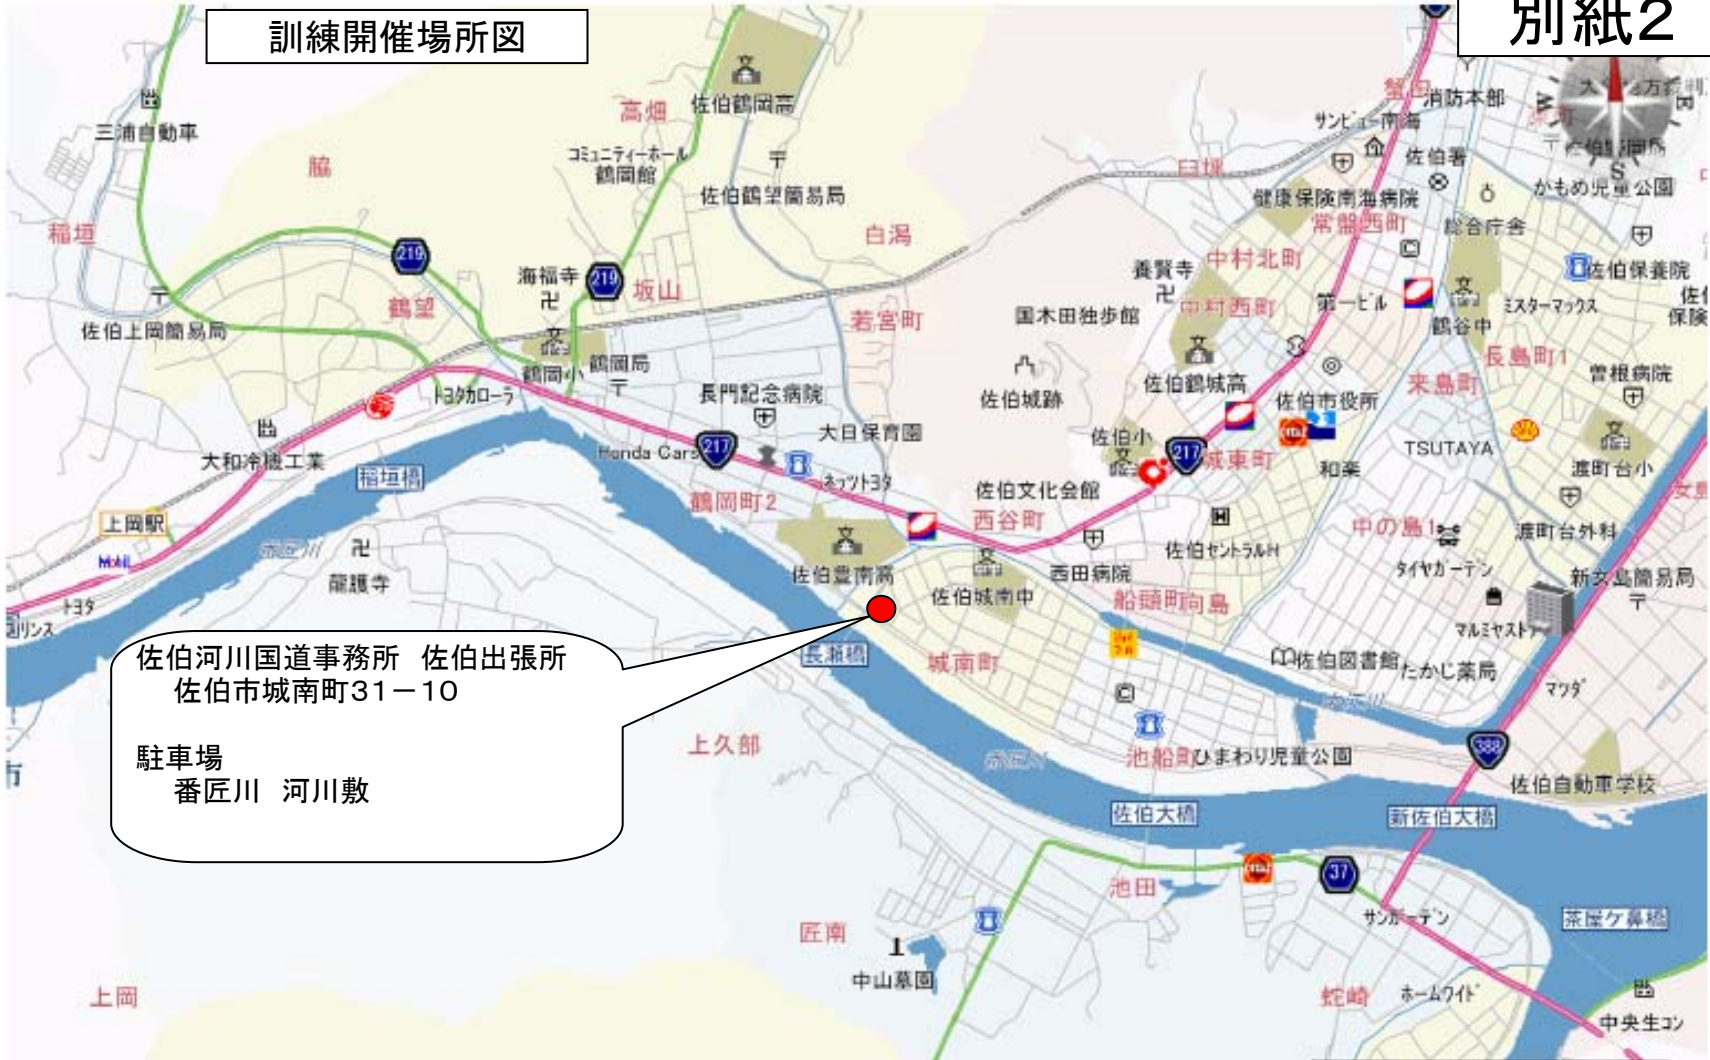 訓練開催場所図
別紙2
佐伯鶴岡高
三浦自動車
高畑
蟹田
消防本部
サンビュー南海
コミュニティーホール
鶴岡館
脇
佐伯鶴望簡易局
臼坪
佐伯署
かもめ児童公園
健康保険南海病院
常盤西町
総合庁舎
稲垣
白潟
219
海福寺
219
坂山
養賢寺
中村北町
佐伯保養院
鶴望
若宮町
国木田独歩館
中村西町
第一ビル
鶴谷中
ミスターマックス
佐伯上岡簡易局
鶴岡小
鶴岡局
長島町1
トヨタカローラ
長門記念病院
佐伯城跡
佐伯鶴城高
佐伯市役所
来島町
曽根病院
大日保育園
佐伯小
大和冷機工業
Honda Cars
217
217
城東町
和楽
TSUTAYA
渡町台小
稲垣橋
ネッツトヨタ
佐伯文化会館
鶴岡町2
西谷町
中の島1
渡町台外科
上岡駅
佐伯セントラルH
Mobil
龍護寺
佐伯豊南高
佐伯城南中
西田病院
ダイヤガーデン
新女島簡易局
トヨタ
船頭町
向島
長瀬橋
城南町
佐伯図書館
たかじ薬局
マツダ
佐伯河川国道事務所 佐伯出張所
佐伯市城南町31-10
駐車場
番匠川 河川敷
上久部
池船町
ひまわり児童公園
388
佐伯自動車学校
佐伯大橋
新佐伯大橋
37
池田
サンガーデン
茶屋ケ鼻橋
匠南
中山墓園
上岡
蛇崎
ホームワイド
中央生コン